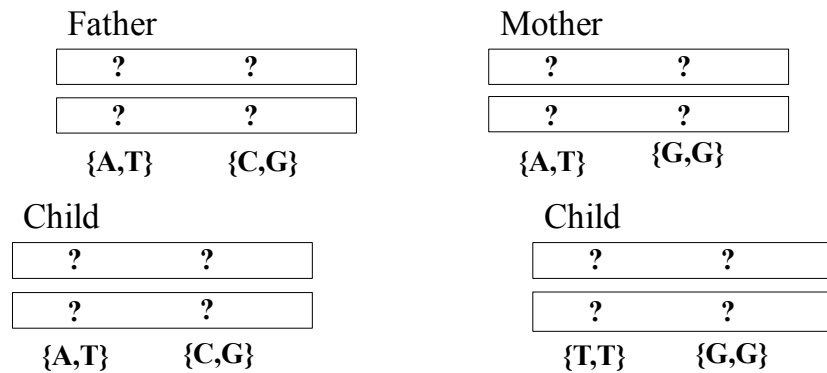 Father Mother
? ? ? ?
? ? ? ?
{A,T} {C,G} {A,T} {G,G}
Child Child
? ? ? ?
? ? ? ?
{A,T} {C,G} {T,T} {G,G}